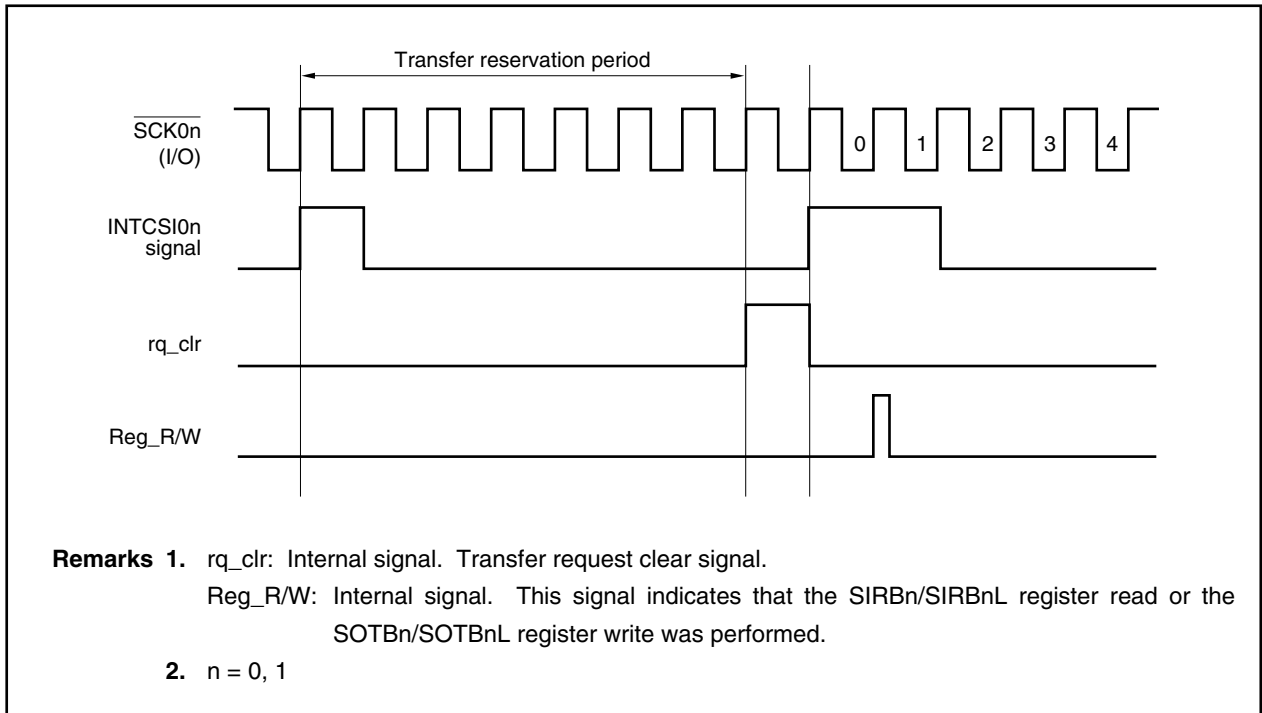 Transfer reservation period
SCK0n
(I/O)
0 1 2 3 4
INTCSI0n
signal
rq_clr
Reg_R/W
Remarks 1. rq_clr: Internal signal. Transfer request clear signal.
Reg_R/W: Internal signal. This signal indicates that the SIRBn/SIRBnL register read or the
SOTBn/SOTBnL register write was performed.
2. n = 0, 1